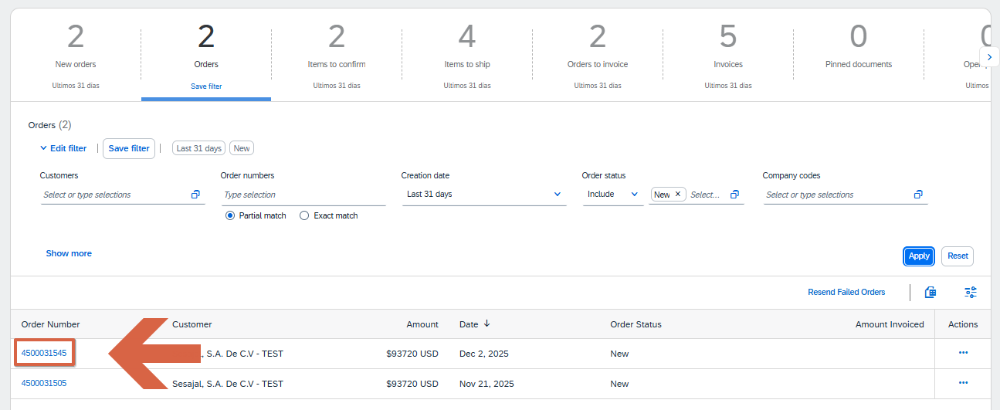 2 2 2 4 2 5 0 0
New orders Orders Items to confirm Items to ship Orders to invoice Invoices Pinned documents
Ultimos 31 dias Save filter Ultimos 31 dias Ultimos 31 dias Ultimos 31 dias Ultimos 31 dias Ultimos
Orders (2)
Edit filter | Save filter | Last 31 days New
Customers Order numbers Creation date Order status Company codes
Select or type selections Type selection Last 31 days Include New × Select... Select or type selections
Partial match Exact match
Show more
Apply Reset
Resend Failed Orders
Order Number Customer Amount Date Order Status Amount Invoiced Actions
4500031545 S.A. De C.V - TEST $93720 USD Dec 2, 2025 New
4500031505 Sesajal, S.A. De C.V - TEST $93720 USD Nov 21, 2025 New